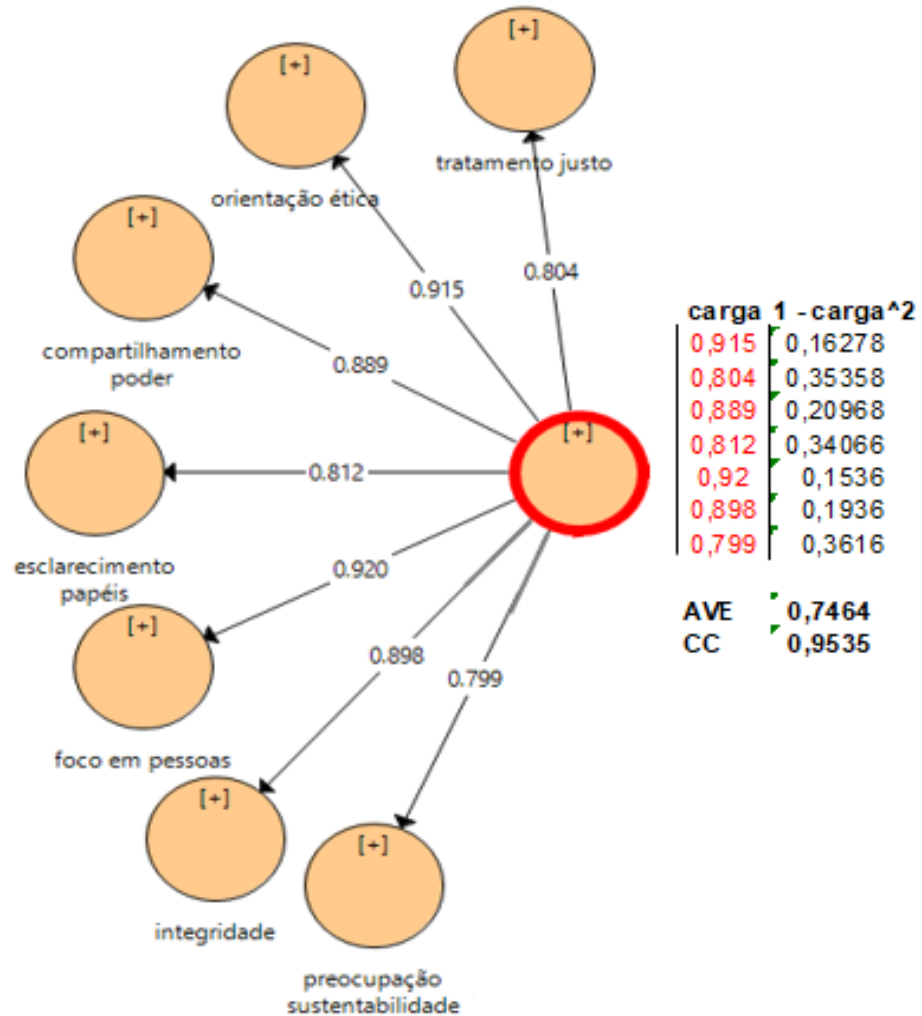 [+]
tratamento justo
[+]
orientação ética
[+]
compartilhamento
poder
[+]
esclarecimento
papéis
[+]
foco em pessoas
[+]
integridade
[+]
preocupação
sustentabilidade
[+]
0.804
0.915
0.889
0.812
0.920
0.898
0.799
carga 1 -carga^2
0,915 0,16278
0,804 0,35358
0,889 0,20968
0,812 0,34066
0,92 0,1536
0,898 0,1936
0,799 0,3616
AVE 0,7464
CC 0,9535